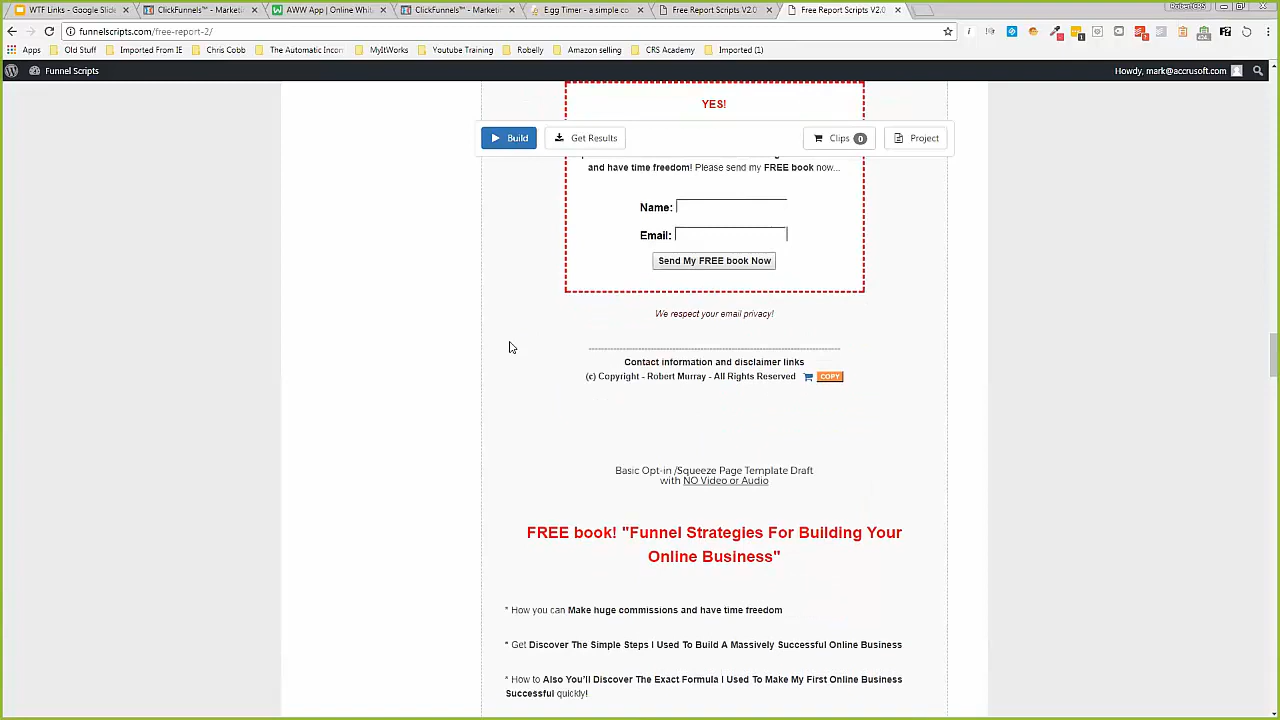 WTF Links - Google Slide
ClickFunnels™ - Marketi
AWW App | Online Whit
ClickFunnels™ - Marketin
Egg Timer - a simple co
Free Report Scripts V2.0
Free Report Scripts V2.0
RobertCRS
funnelscripts.com/free-report-2/
Apps
Old Stuff
Imported From IE
Chris Cobb
The Automatic Incon
MyItWorks
Youtube Training
Robelly
Amazon selling
CRS Academy
Imported (1)
Funnel Scripts
Howdy, mark@accrusoft.com
YES!
Build
Get Results
Clips 0
Project
and have time freedom! Please send my FREE book now...
Name:
Email:
Send My FREE book Now
We respect your email privacy!
Contact information and disclaimer links
(c) Copyright - Robert Murray - All Rights Reserved COPY
Basic Opt-in /Squeeze Page Template Draft
with NO Video or Audio
FREE book! "Funnel Strategies For Building Your
Online Business"
* How you can Make huge commissions and have time freedom
* Get Discover The Simple Steps I Used To Build A Massively Successful Online Business
* How to Also You'll Discover The Exact Formula I Used To Make My First Online Business
Successful quickly!